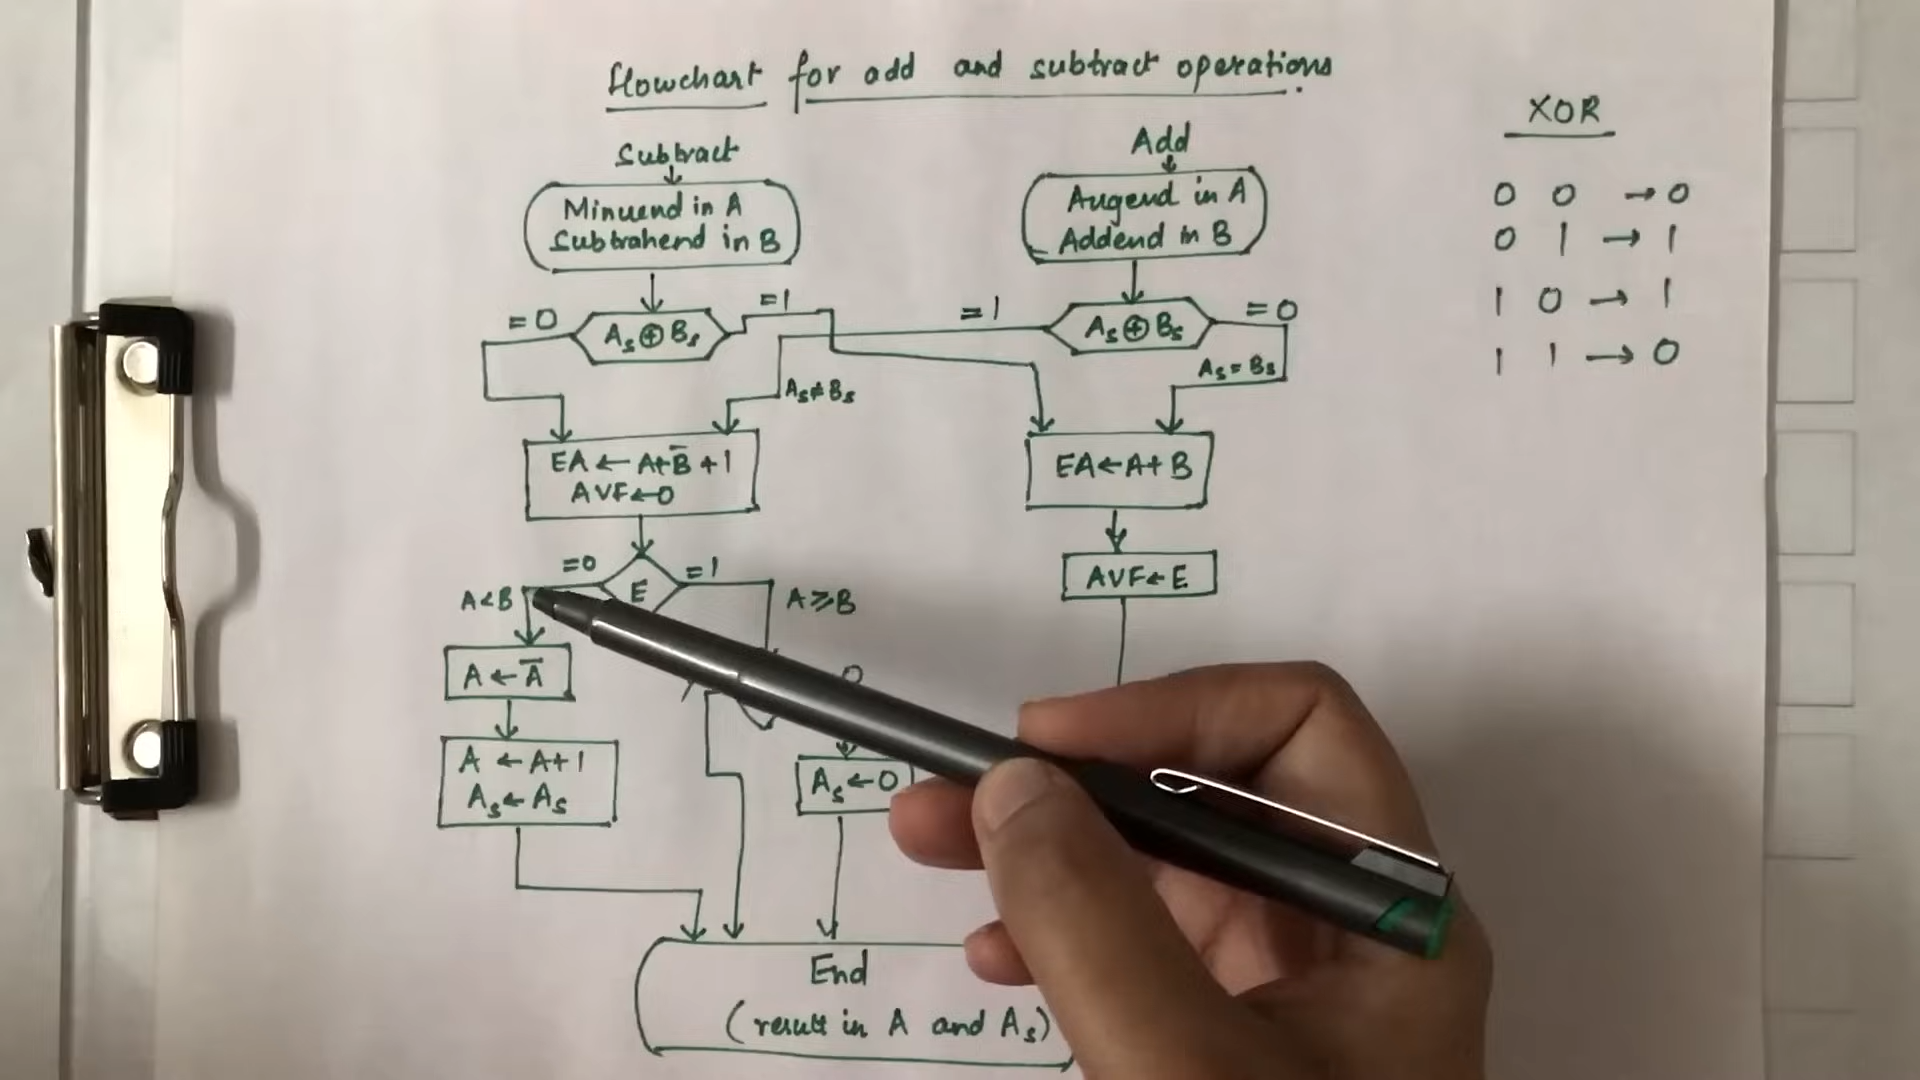 flowchart for add and subtract operations.
XOR
0 0 → 0
0 1 → 1
1 0 → 1
1 1 → 0
Subtract
Add
Minuend in A
Subtrahend in B
Augend in A
Addend in B
=0
As ⊕ Bs
=1
=1
As ⊕ Bs
=0
As ≠ Bs
As = Bs
EA ← A+B̅+1
AVF ← 0
EA ← A+B
=0
E
=1
AVF ← E
A<B
A ≥ B
A ← A̅
0
A ← A+1
As ← As
As ← 0
End
(result in A and As)